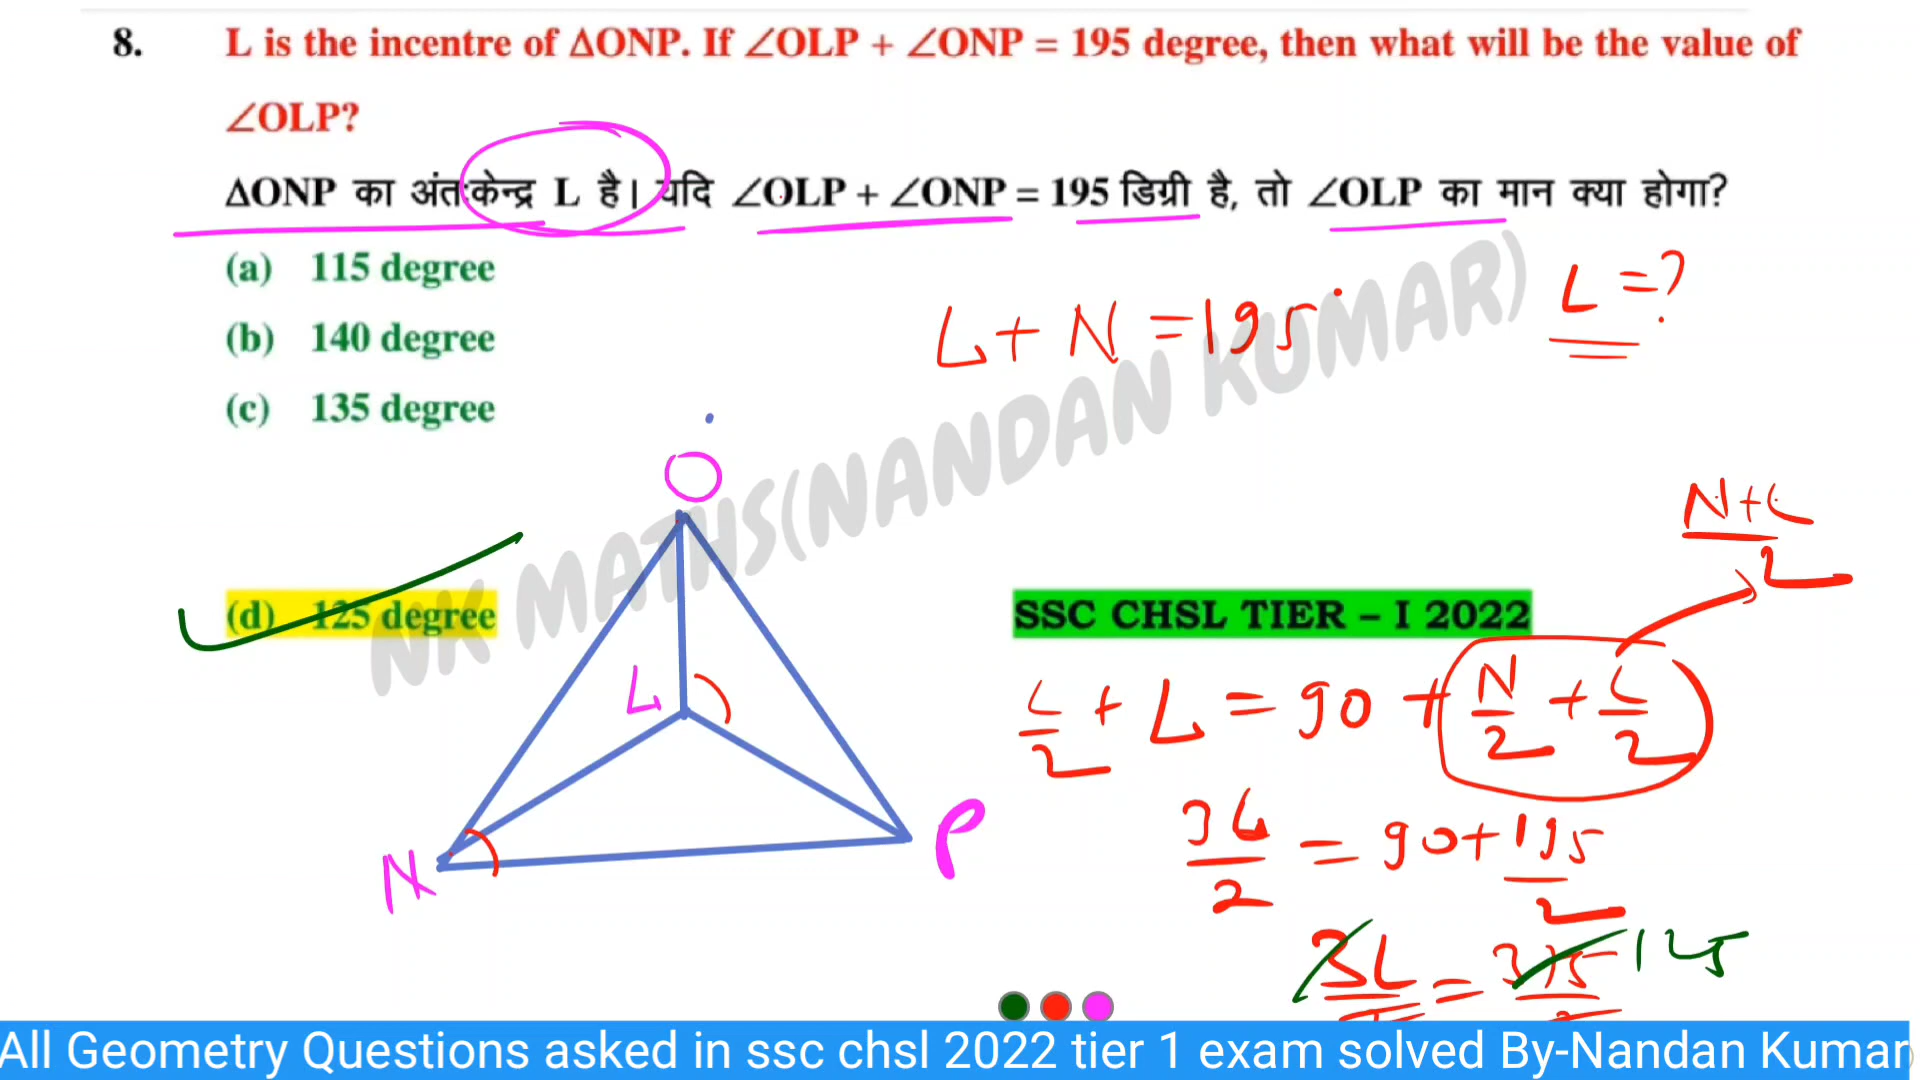 8. L is the incentre of ΔONP. If ∠OLP + ∠ONP = 195 degree, then what will be the value of
∠OLP?
ΔONP का अंत:केन्द्र L है। यदि ∠OLP + ∠ONP = 195 डिग्री है, तो ∠OLP का मान क्या होगा?
(a) 115 degree
L = ?
(b) 140 degree
L + N = 195°
(c) 135 degree
O
N+L
2
(d) 125 degree
SSC CHSL TIER – I 2022
NK MATHS(NANDAN KUMAR)
L
L/2 + L = 90 + N/2 + L/2
N
P
3L/2 = 90 + 195/2
3L = 375 125
All Geometry Questions asked in ssc chsl 2022 tier 1 exam solved By-Nandan Kumar